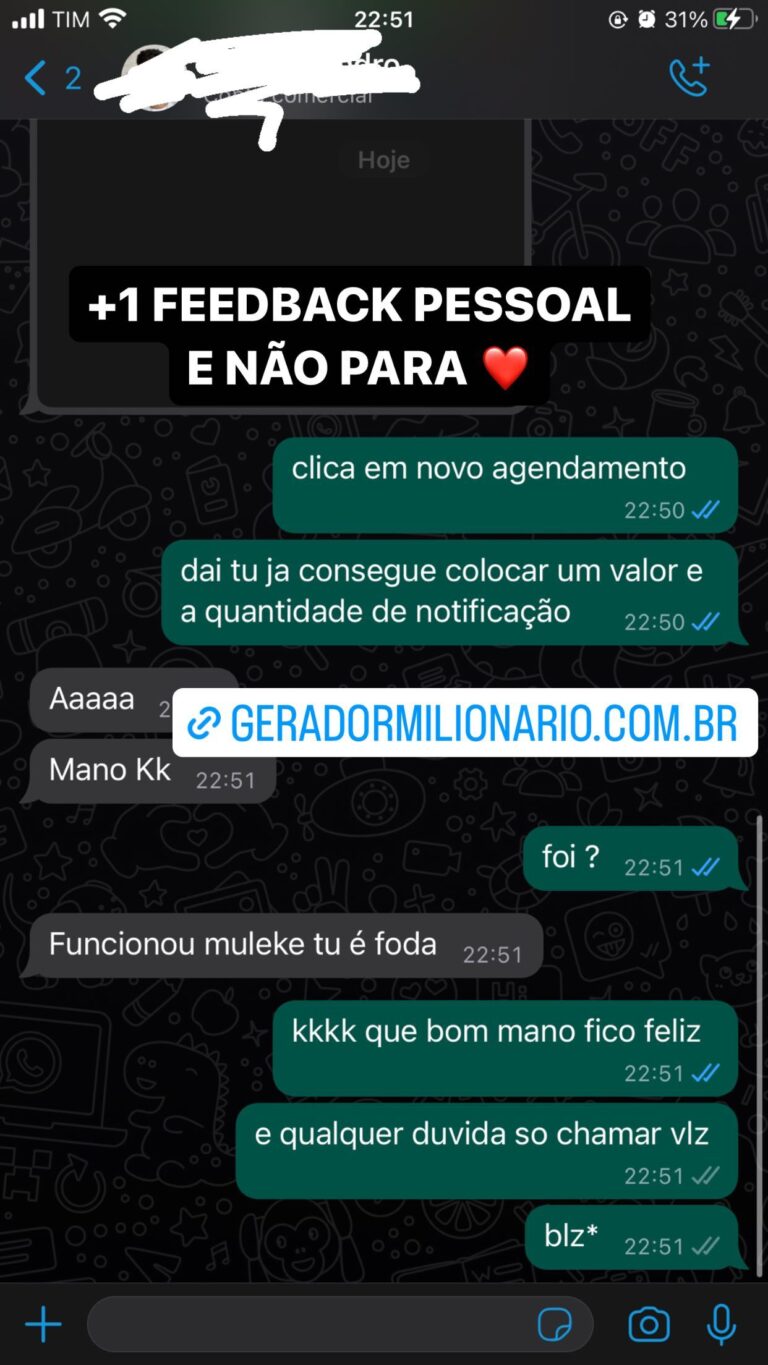 TIM 22:51 31%
2
comercial
Hoje
+1 FEEDBACK PESSOAL
E NÃO PARA ❤️
clica em novo agendamento
22:50
dai tu ja consegue colocar um valor e
a quantidade de notificação 22:50
Aaaaa
GERADORMILIONARIO.COM.BR
Mano Kk 22:51
foi ? 22:51
Funcionou muleke tu é foda 22:51
kkkk que bom mano fico feliz
22:51
e qualquer duvida so chamar vlz
22:51
blz* 22:51